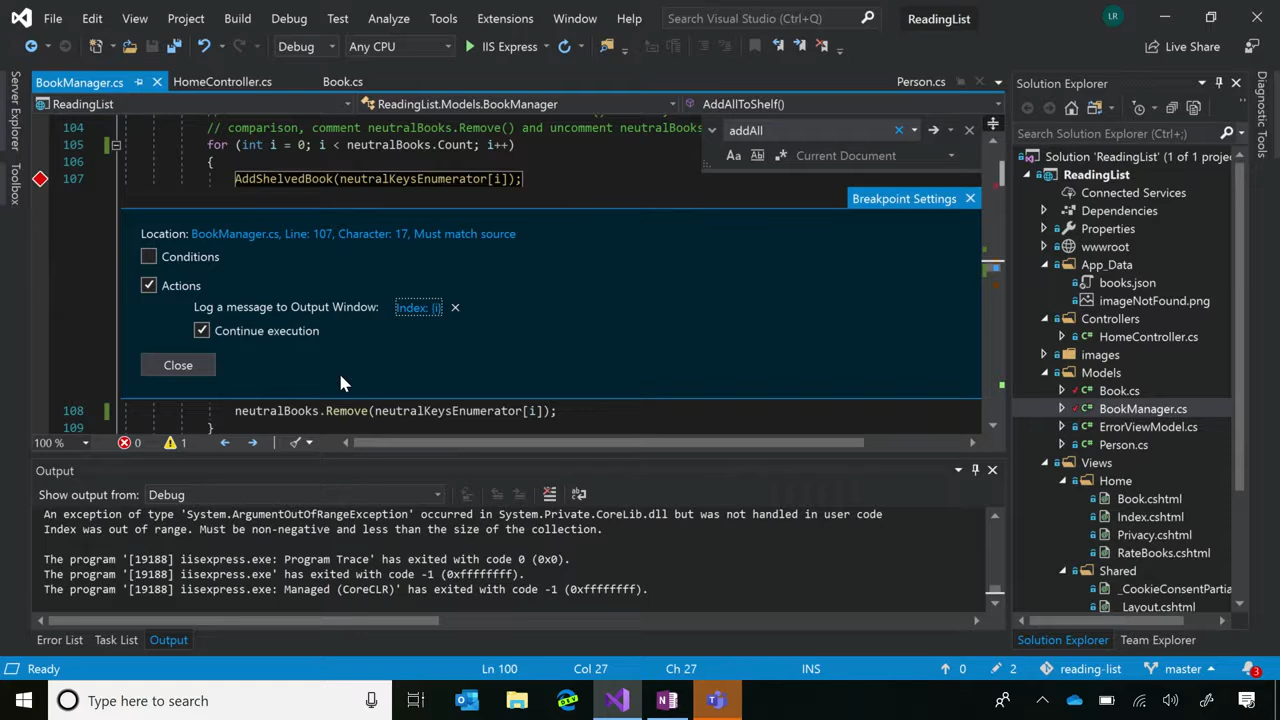 File Edit View Project Build Debug Test Analyze Tools Extensions Window Help Search Visual Studio (Ctrl+;) ReadingList LR
Debug Any CPU IIS Express Live Share
BookManager.cs HomeController.cs Book.cs Person.cs
ReadingList ReadingList.Models.BookManager AddAllToShelf()
104 // comparison, comment neutralBooks.Remove() and uncomment neutralBooks
105 for (int i = 0; i < neutralBooks.Count; i++)
106 {
107 AddShelvedBook(neutralKeysEnumerator[i]);
addAll
Aa Current Document
Breakpoint Settings
Location: BookManager.cs, Line: 107, Character: 17, Must match source
Conditions
Actions
Log a message to Output Window: Index: {i}
Continue execution
Close
108 neutralBooks.Remove(neutralKeysEnumerator[i]);
109 }
100 % 0 1
Output
Show output from: Debug
An exception of type 'System.ArgumentOutOfRangeException' occurred in System.Private.CoreLib.dll but was not handled in user code
Index was out of range. Must be non-negative and less than the size of the collection.
The program '[19188] iisexpress.exe: Program Trace' has exited with code 0 (0x0).
The program '[19188] iisexpress.exe' has exited with code -1 (0xffffffff).
The program '[19188] iisexpress.exe: Managed (CoreCLR)' has exited with code -1 (0xffffffff).
Error List Task List Output
Server Explorer
Toolbox
Solution Explorer
Search Solution Explorer (Ctrl+;)
Solution 'ReadingList' (1 of 1 projec
ReadingList
Connected Services
Dependencies
Properties
wwwroot
App_Data
books.json
imageNotFound.png
Controllers
HomeController.cs
images
Models
Book.cs
BookManager.cs
ErrorViewModel.cs
Person.cs
Views
Home
Book.cshtml
Index.cshtml
Privacy.cshtml
RateBooks.cshtml
Shared
_CookieConsentPartia
_Layout.cshtml
Solution Explorer Team Explorer
Diagnostic Tools
Ready Ln 100 Col 27 Ch 27 INS 0 2 reading-list master 3
Type here to search